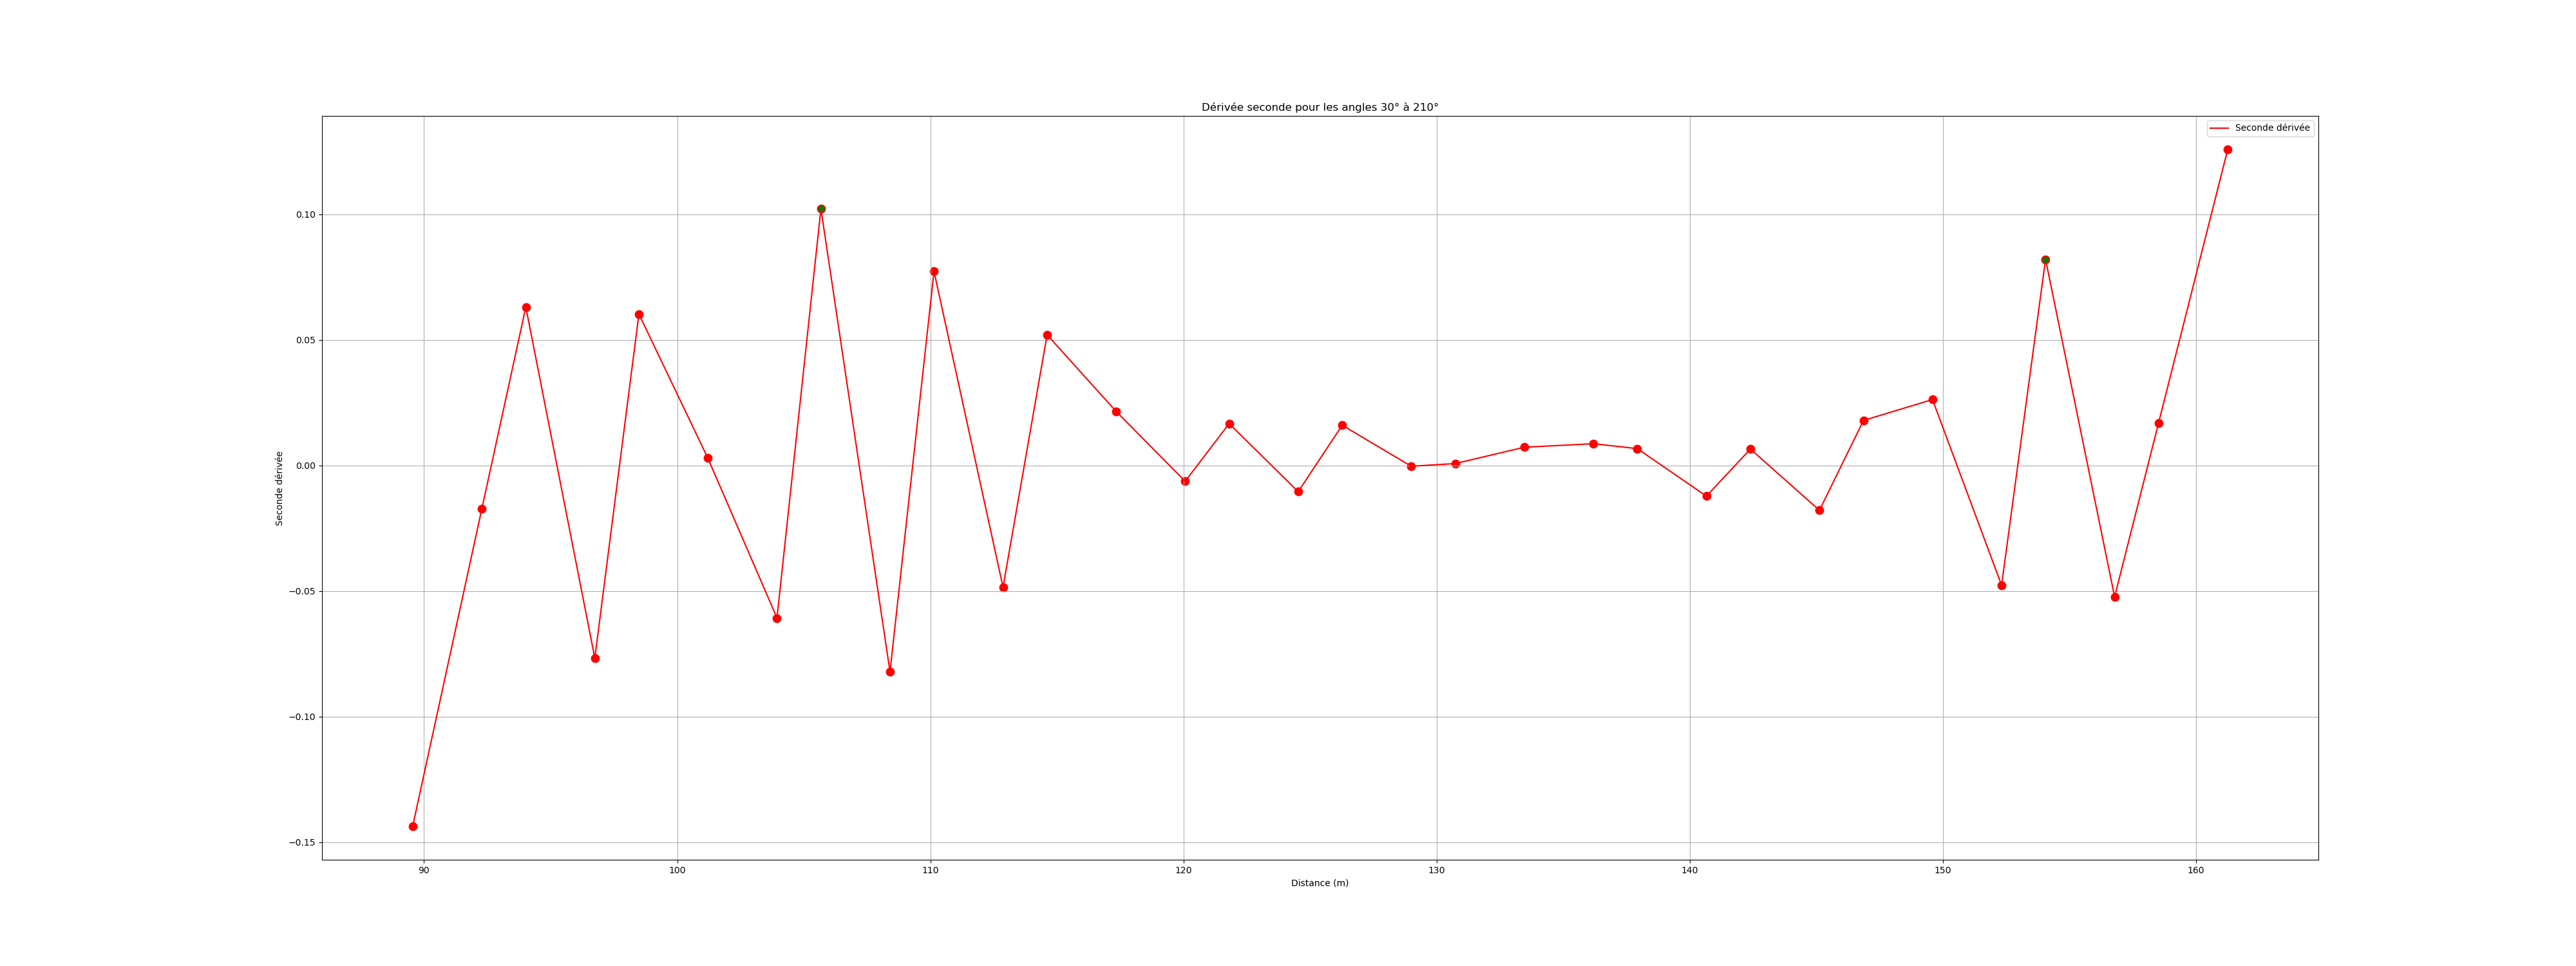 Dérivée seconde pour les angles 30° à 210°
Seconde dérivée
0.10
0.05
0.00
−0.05
−0.10
−0.15
Seconde dérivée
90 100 110 120 130 140 150 160
Distance (m)